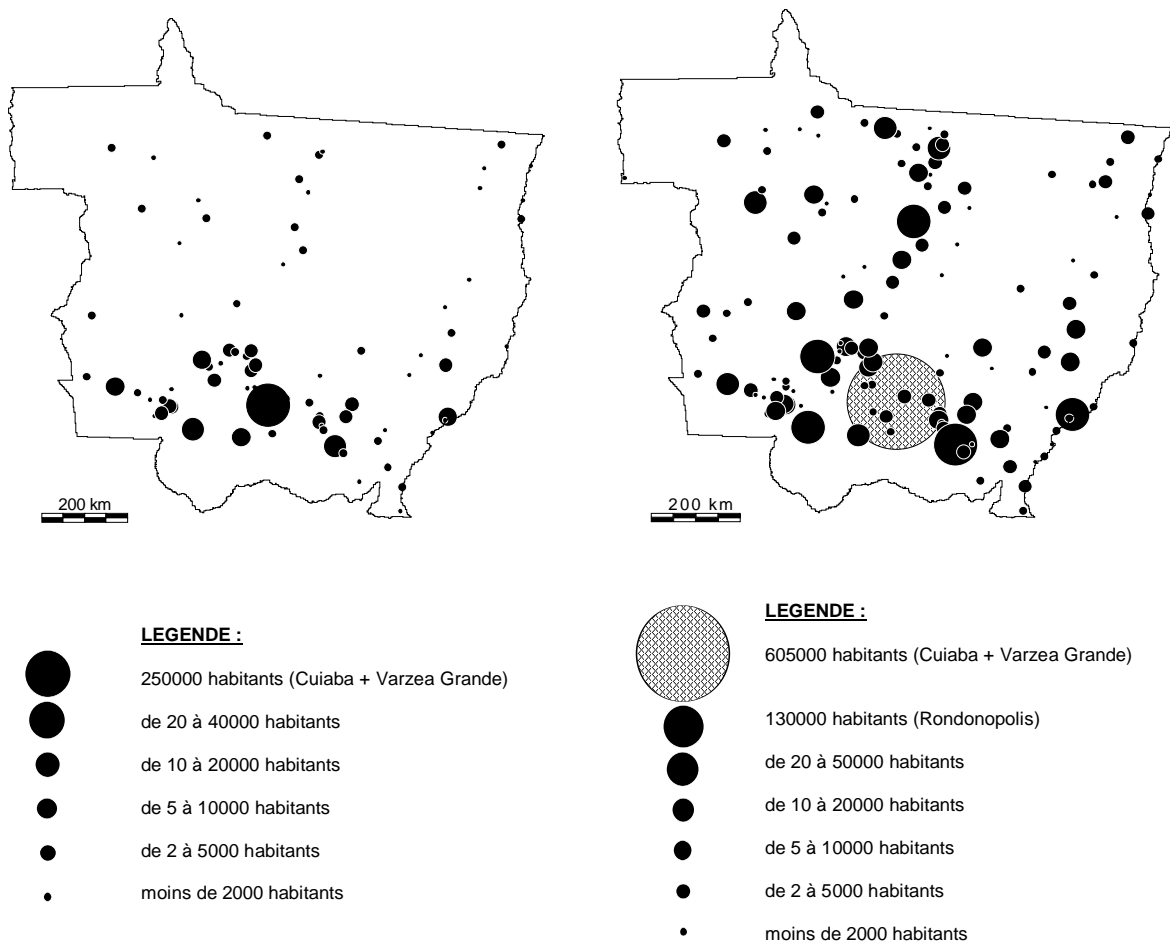 200 km
200 km
LEGENDE :
250000 habitants (Cuiaba + Varzea Grande)
de 20 à 40000 habitants
de 10 à 20000 habitants
de 5 à 10000 habitants
de 2 à 5000 habitants
moins de 2000 habitants
LEGENDE :
605000 habitants (Cuiaba + Varzea Grande)
130000 habitants (Rondonopolis)
de 20 à 50000 habitants
de 10 à 20000 habitants
de 5 à 10000 habitants
de 2 à 5000 habitants
moins de 2000 habitants